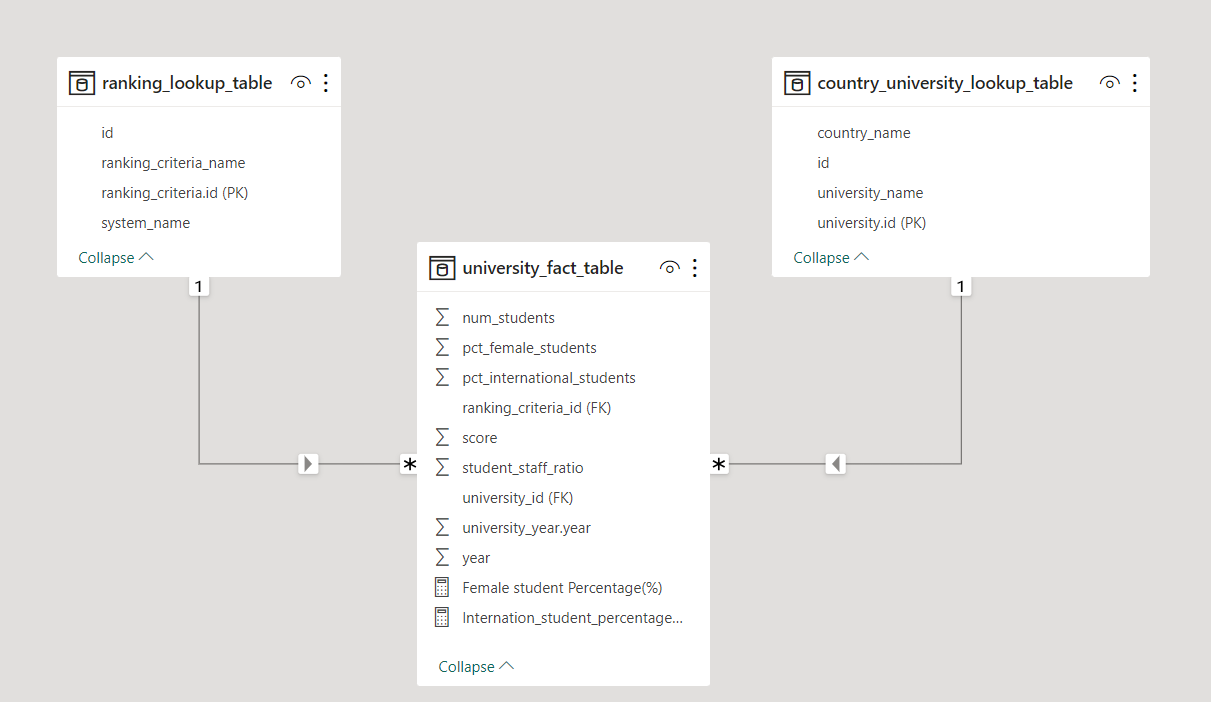 ranking_lookup_table
id
ranking_criteria_name
ranking_criteria.id (PK)
system_name
Collapse
1
country_university_lookup_table
country_name
id
university_name
university.id (PK)
Collapse
1
university_fact_table
∑ num_students
∑ pct_female_students
∑ pct_international_students
ranking_criteria_id (FK)
∑ score
∑ student_staff_ratio
university_id (FK)
∑ university_year.year
∑ year
Female student Percentage(%)
Internation_student_percentage...
Collapse
*
*